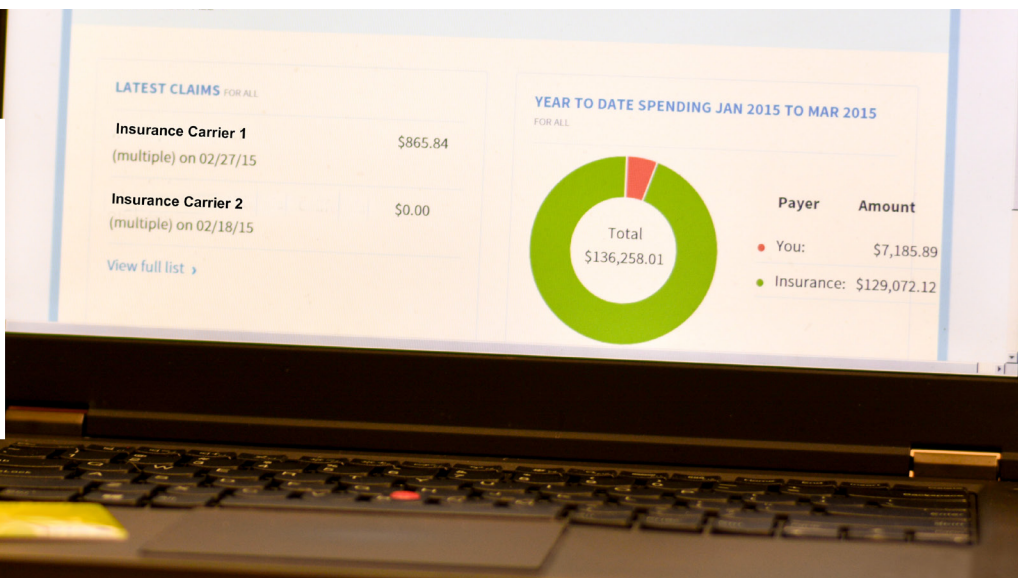 LATEST CLAIMS FOR ALL
Insurance Carrier 1
$865.84
(multiple) on 02/27/15
Insurance Carrier 2
$0.00
(multiple) on 02/18/15
View full list ›
YEAR TO DATE SPENDING JAN 2015 TO MAR 2015
FOR ALL
Total
$136,258.01
Payer Amount
You: $7,185.89
Insurance: $129,072.12